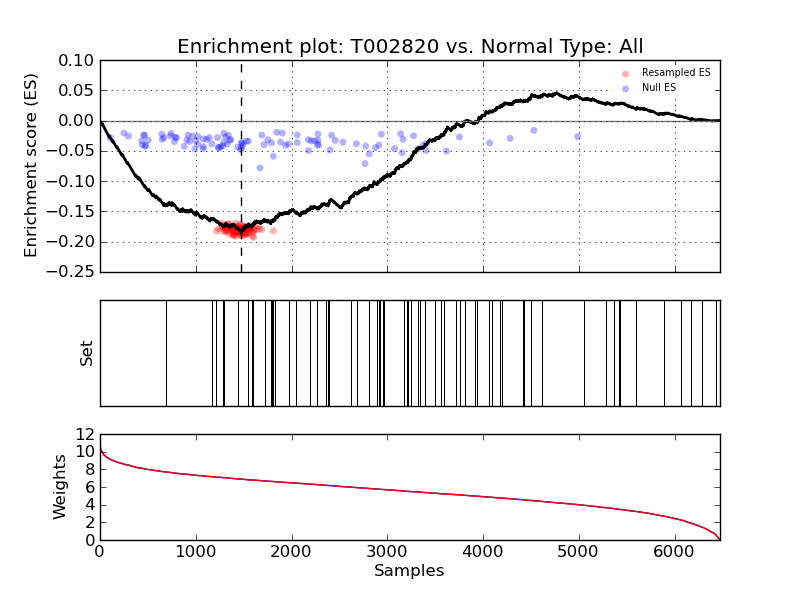 Enrichment plot: T002820 vs. Normal Type: All
Enrichment score (ES)
0.10
0.05
0.00
−0.05
−0.10
−0.15
−0.20
−0.25
Resampled ES
Null ES
Set
Weights
12
10
8
6
4
2
0
0 1000 2000 3000 4000 5000 6000
Samples